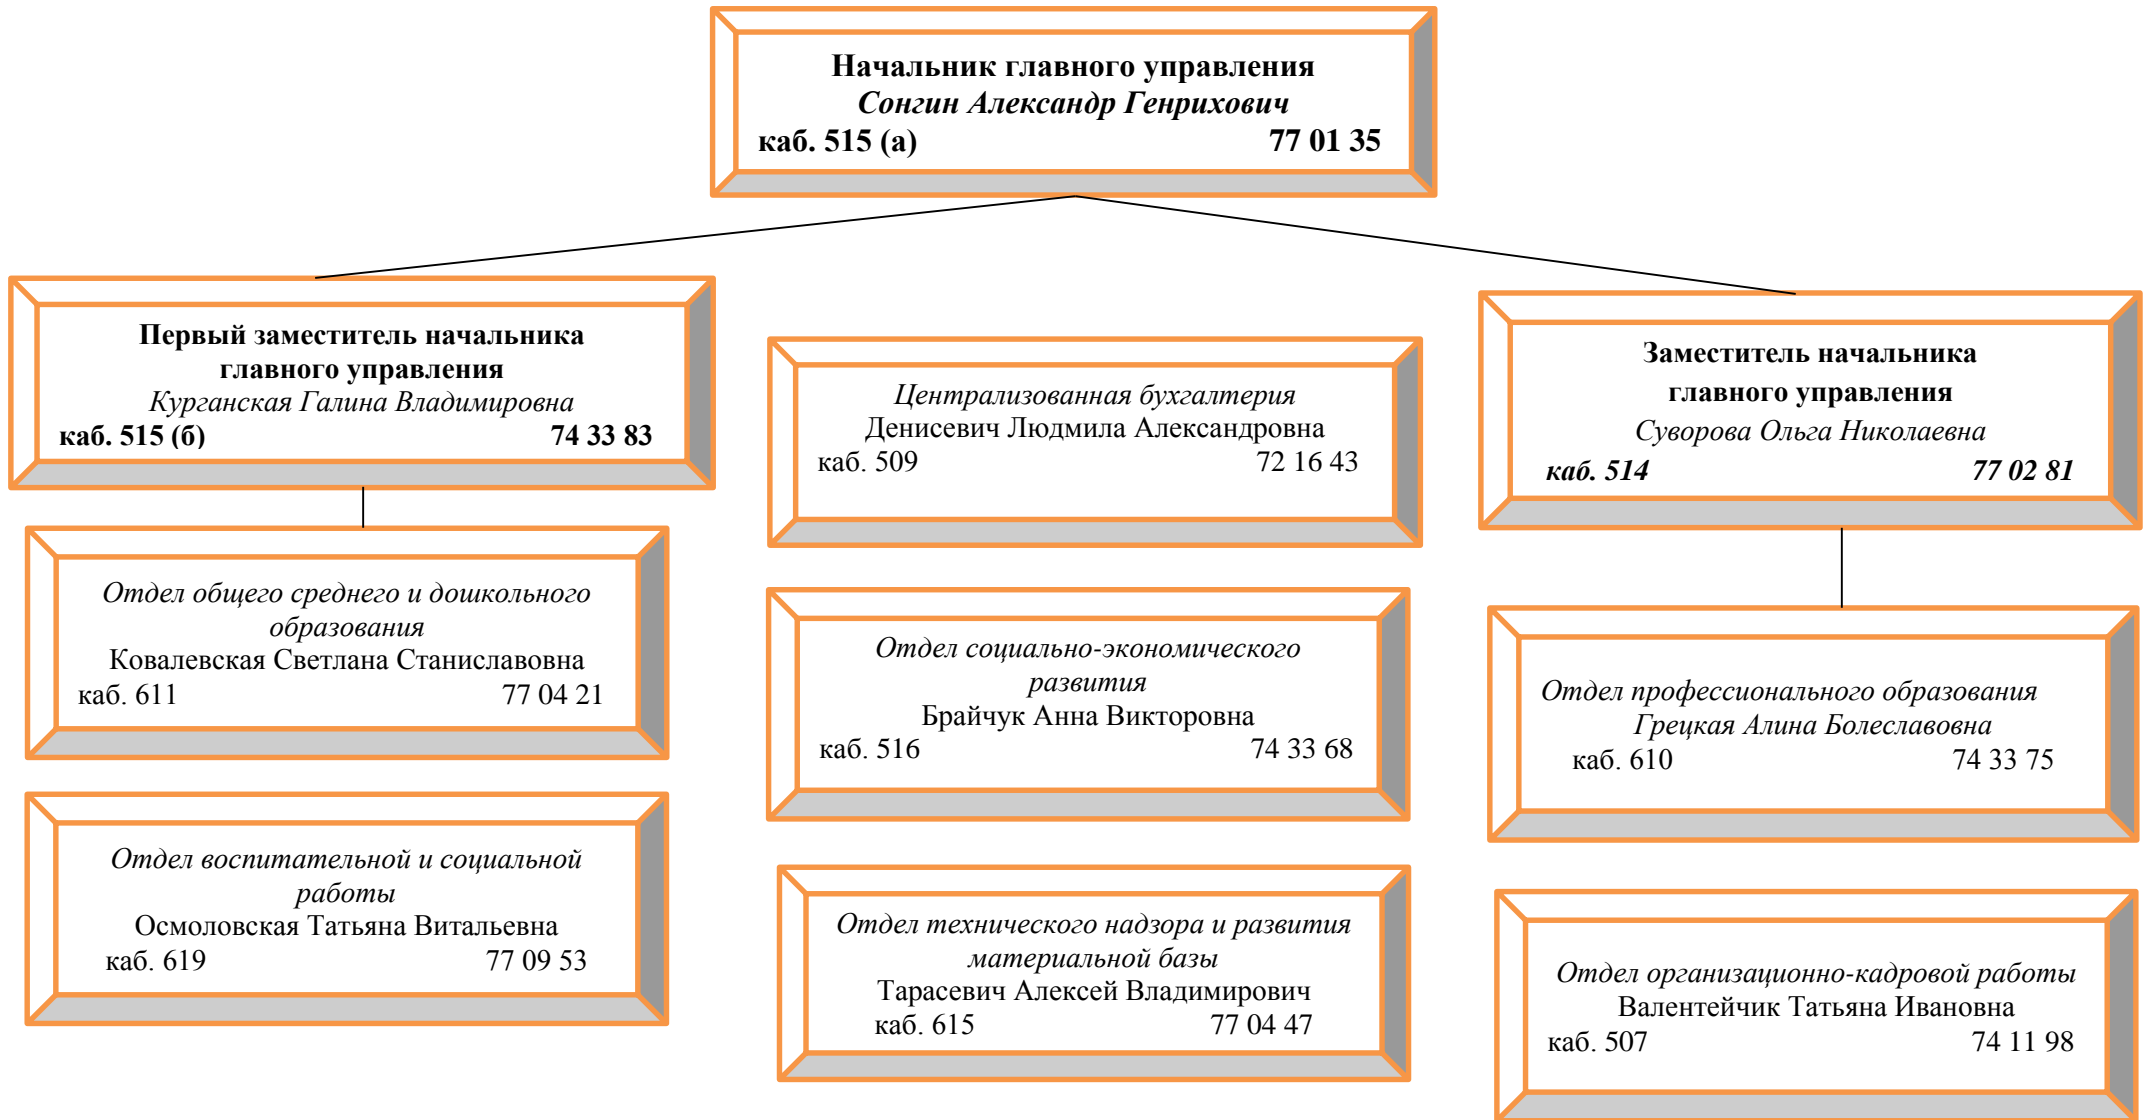 Начальник главного управления
Сонгин Александр Генрихович
каб. 515 (а) 77 01 35
Первый заместитель начальника
главного управления
Курганская Галина Владимировна
каб. 515 (б) 74 33 83
Отдел общего среднего и дошкольного
образования
Ковалевская Светлана Станиславовна
каб. 611 77 04 21
Отдел воспитательной и социальной
работы
Осмоловская Татьяна Витальевна
каб. 619 77 09 53
Централизованная бухгалтерия
Денисевич Людмила Александровна
каб. 509 72 16 43
Отдел социально-экономического
развития
Брайчук Анна Викторовна
каб. 516 74 33 68
Отдел технического надзора и развития
материальной базы
Тарасевич Алексей Владимирович
каб. 615 77 04 47
Заместитель начальника
главного управления
Суворова Ольга Николаевна
каб. 514 77 02 81
Отдел профессионального образования
Грецкая Алина Болеславовна
каб. 610 74 33 75
Отдел организационно-кадровой работы
Валентейчик Татьяна Ивановна
каб. 507 74 11 98